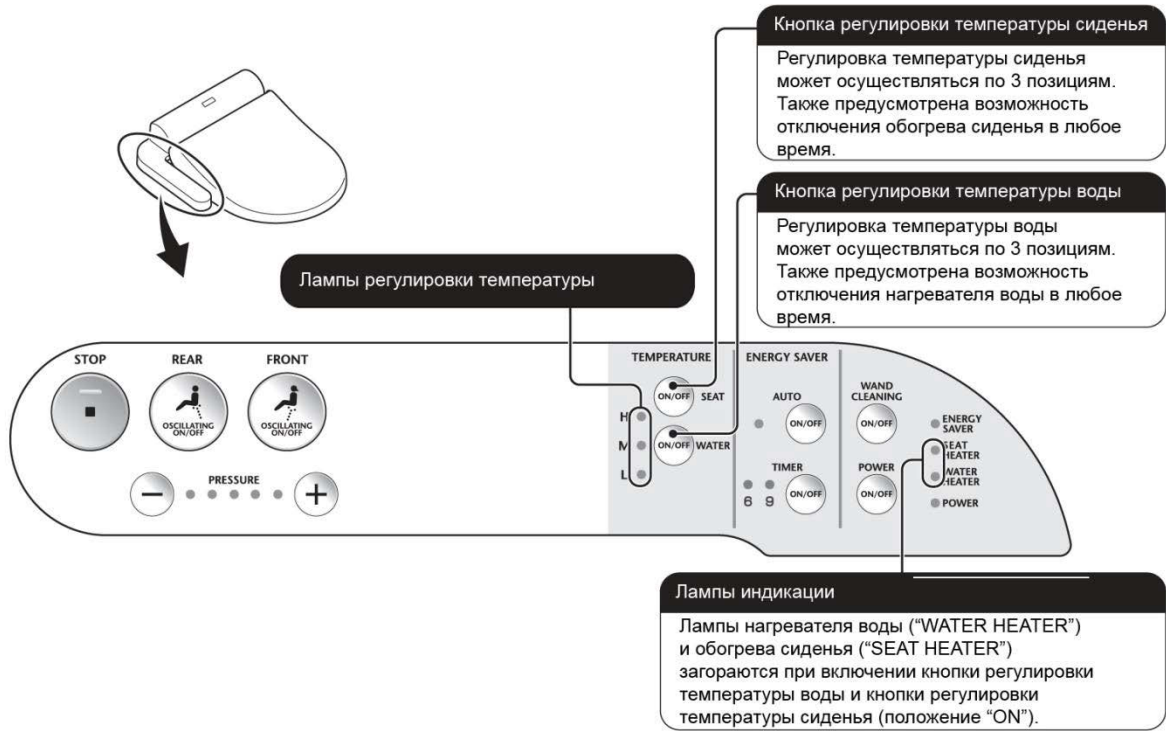 Кнопка регулировки температуры сиденья
Регулировка температуры сиденья
может осуществляться по 3 позициям.
Также предусмотрена возможность
отключения обогрева сиденья в любое
время.
Кнопка регулировки температуры воды
Регулировка температуры воды
может осуществляться по 3 позициям.
Также предусмотрена возможность
отключения нагревателя воды в любое
время.
Лампы регулировки температуры
STOP
REAR
FRONT
OSCILLATING
ON/OFF
OSCILLATING
ON/OFF
PRESSURE
TEMPERATURE
ON/OFF SEAT
H
M
L
ON/OFF WATER
ENERGY SAVER
AUTO
ON/OFF
TIMER
6 9
ON/OFF
WAND
CLEANING
ON/OFF
POWER
ON/OFF
ENERGY
SAVER
SEAT
HEATER
WATER
HEATER
POWER
Лампы индикации
Лампы нагревателя воды (“WATER HEATER”)
и обогрева сиденья (“SEAT HEATER”)
загораются при включении кнопки регулировки
температуры воды и кнопки регулировки
температуры сиденья (положение “ON”).